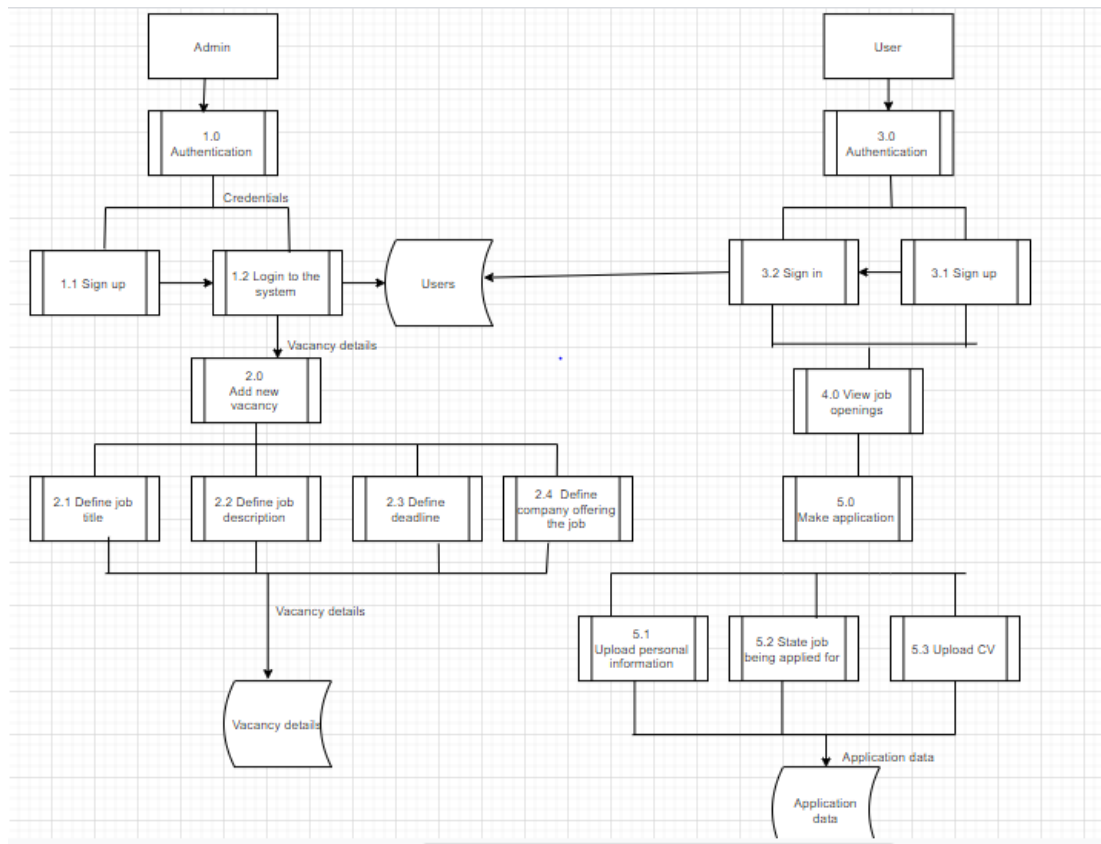 Admin
User
1.0
Authentication
3.0
Authentication
Credentials
1.1 Sign up
1.2 Login to the
system
Users
3.2 Sign in
3.1 Sign up
Vacancy details
2.0
Add new
vacancy
4.0 View job
openings
2.1 Define job
title
2.2 Define job
description
2.3 Define
deadline
2.4 Define
company offering
the job
5.0
Make application
Vacancy details
5.1
Upload personal
information
5.2 State job
being applied for
5.3 Upload CV
Vacancy details
Application data
Application
data